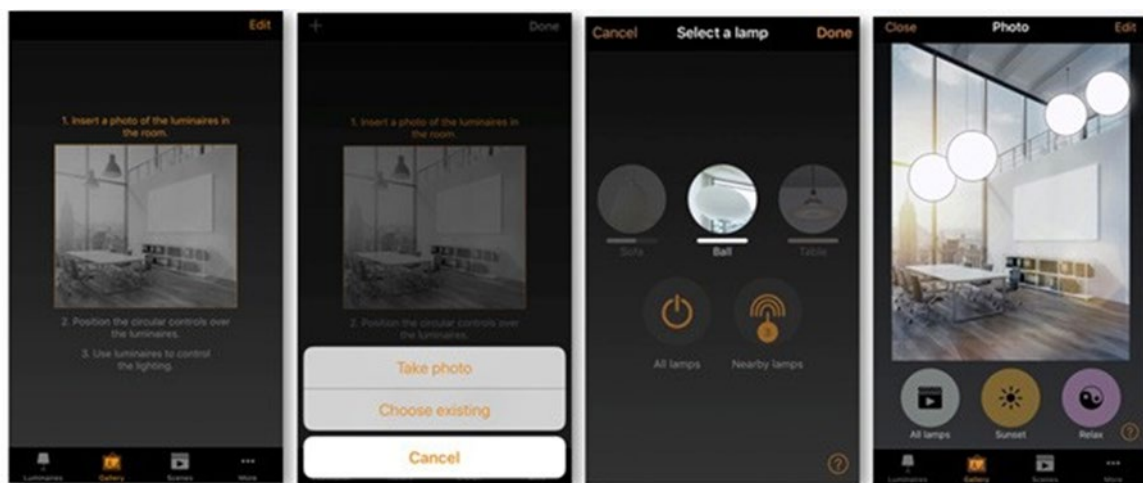 Edit
1. Insert a photo of the luminaires in
the room.
2. Position the circular controls over
the luminaires.
3. Use luminaires to control
the lighting.
Luminaires
Gallery
Scenes
More
+
Done
1. Insert a photo of the luminaires in
the room.
2. Position the circular controls over
the luminaires.
Take photo
Choose existing
Cancel
Cancel
Select a lamp
Done
Sofa
Ball
Table
All lamps
Nearby lamps
?
Close
Photo
Edit
All lamps
Sunset
Relax
?
Luminaires
Gallery
Scenes
More